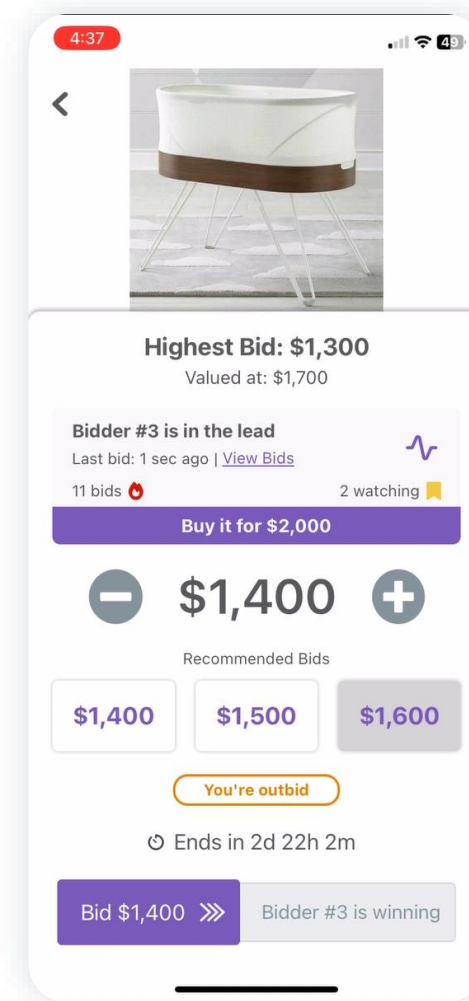 4:37
49
Highest Bid: $1,300
Valued at: $1,700
Bidder #3 is in the lead
Last bid: 1 sec ago | View Bids
11 bids
2 watching
Buy it for $2,000
$1,400
Recommended Bids
$1,400
$1,500
$1,600
You're outbid
Ends in 2d 22h 2m
Bid $1,400
Bidder #3 is winning